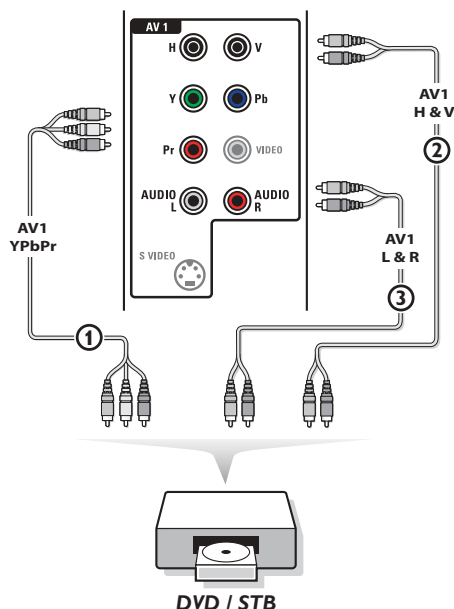 AV 1
H V
Y Pb
Pr VIDEO
AUDIO L AUDIO R
S VIDEO
AV1
YPbPr
1
AV1
H & V
2
AV1
L & R
3
DVD / STB